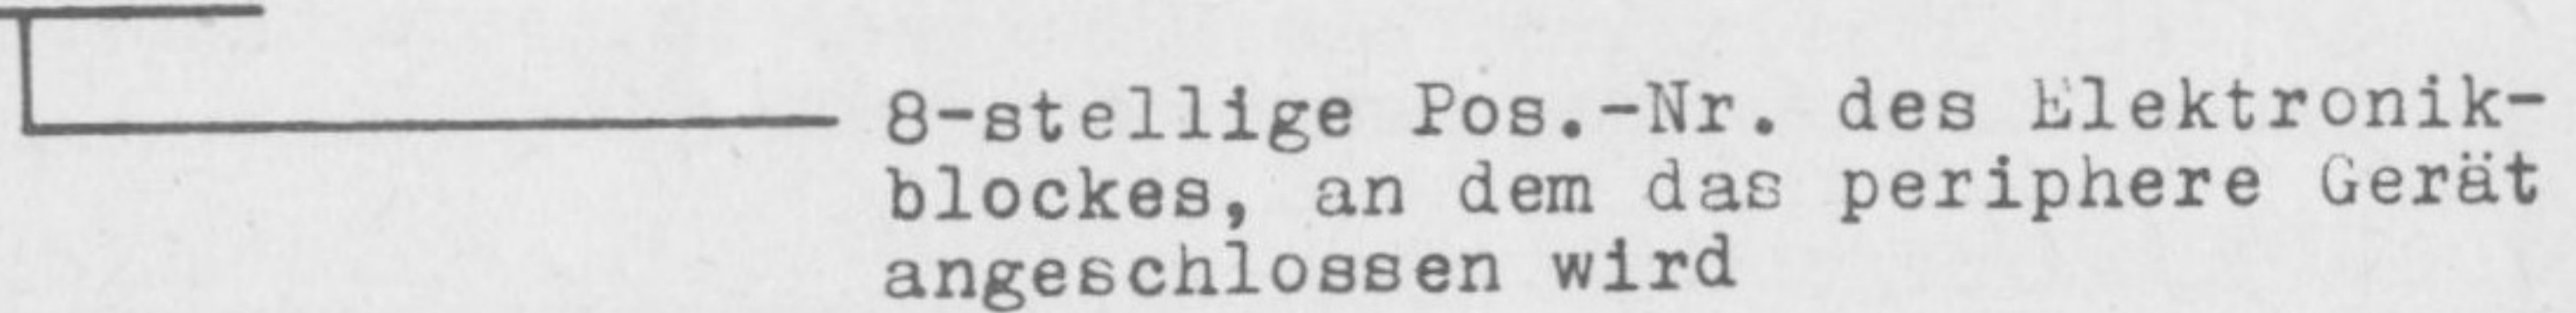 8-stellige Pos.-Nr. des Elektronik-
blockes, an dem das periphere Gerät
angeschlossen wird